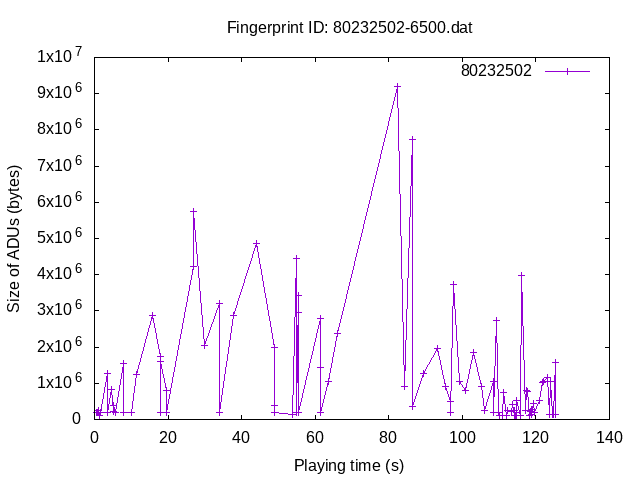 Fingerprint ID: 80232502-6500.dat
80232502
1x10^7
9x10^6
8x10^6
7x10^6
6x10^6
5x10^6
4x10^6
3x10^6
2x10^6
1x10^6
0
Size of ADUs (bytes)
0 20 40 60 80 100 120 140
Playing time (s)